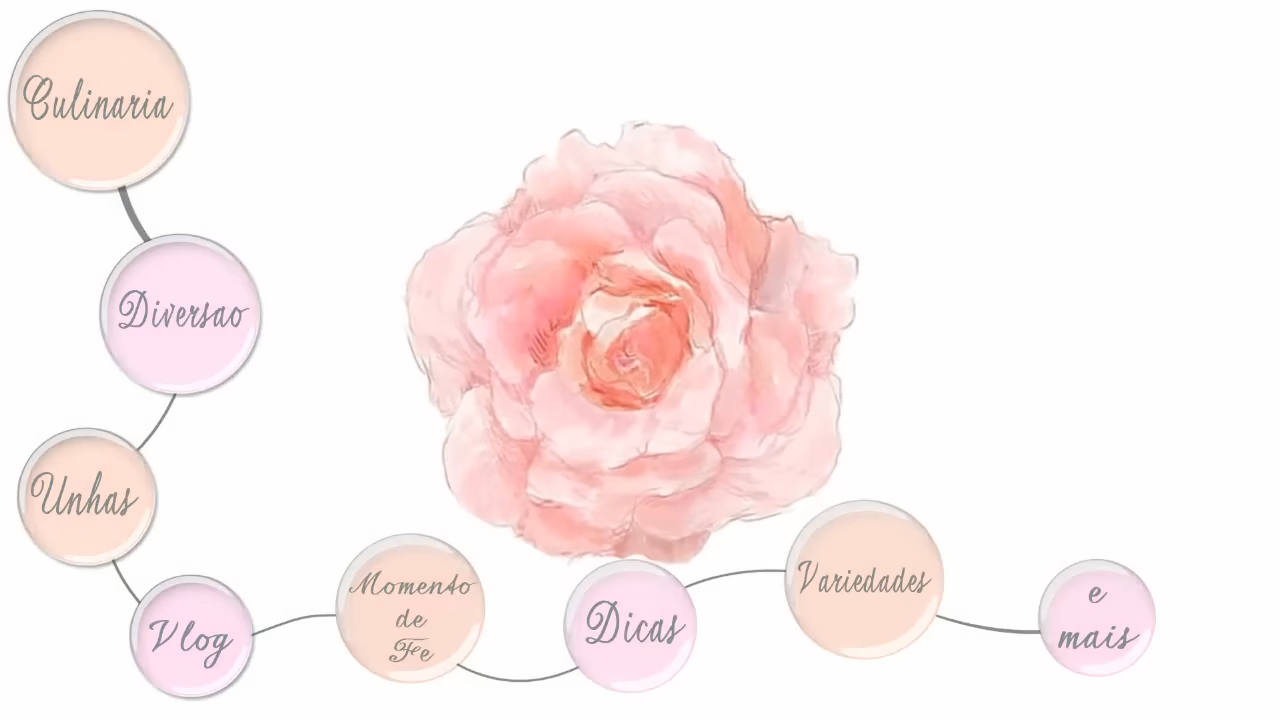 Culinaria
Diversao
Unhas
Vlog
Momento
de
Fe
Dicas
Variedades
e
mais